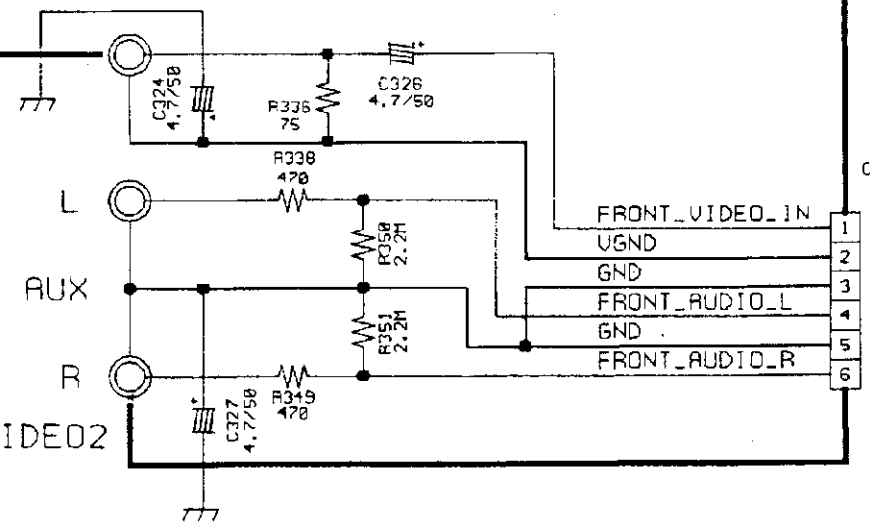 C324
4.7/50
R336
75
C326
4.7/50
R338
470
L
R350
2.2M
FRONT_VIDEO_IN
1
VGND
2
GND
3
AUX
FRONT_AUDIO_L
4
R351
2.2M
GND
5
FRONT_AUDIO_R
6
R
R349
470
C327
4.7/50
IDEO2